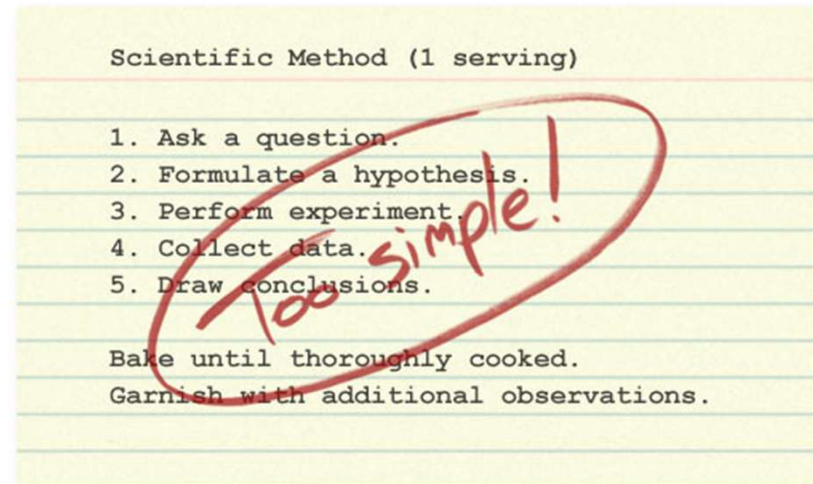 Scientific Method (1 serving)
1. Ask a question.
2. Formulate a hypothesis.
3. Perform experiment.
4. Collect data.
5. Draw conclusions.
Too simple!
Bake until thoroughly cooked.
Garnish with additional observations.